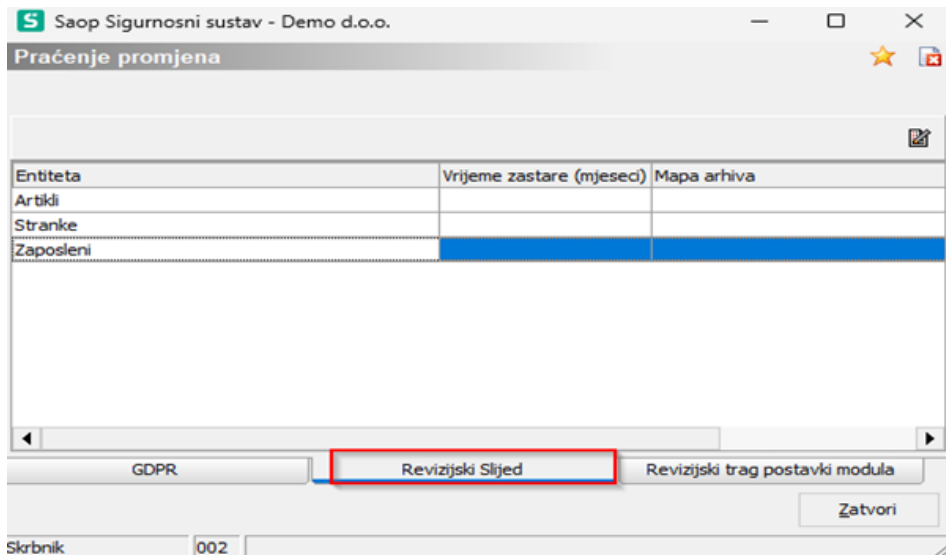 S Saop Sigurnosni sustav - Demo d.o.o.
Praćenje promjena
Entiteta Vrijeme zastare (mjeseci) Mapa arhiva
Artikli
Stranke
Zaposleni
GDPR Revizijski Slijed Revizijski trag postavki modula
Zatvori
Skrbnik 002